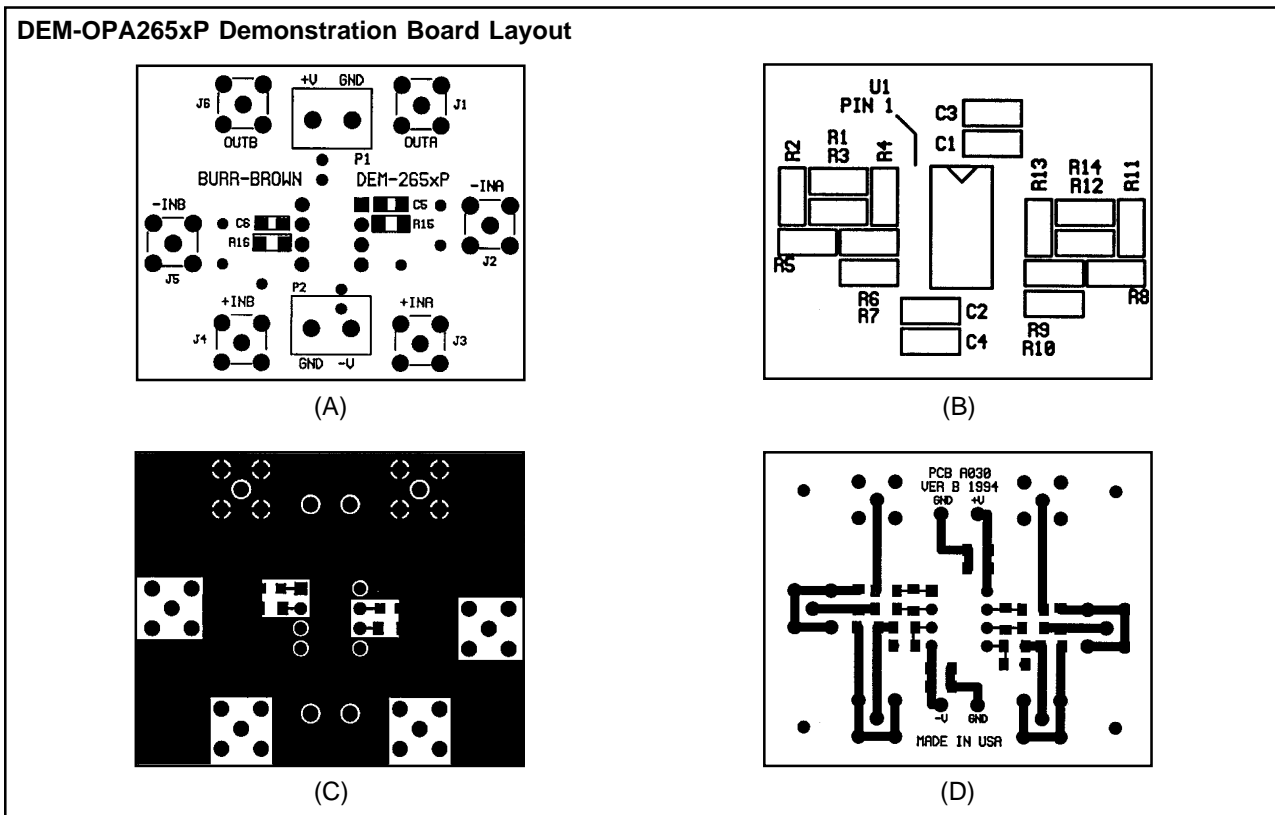 DEM-OPA265xP Demonstration Board Layout
+V GND
J6
J1
OUTB
OUTA
P1
BURR-BROWN DEM-265xP
-INB
-INA
C6
C5
R16
R15
J5
J2
+INB
P2
+INA
J4
J3
GND -V
(A)
U1
PIN 1
C3
C1
R2
R1
R3
R4
R13
R14
R12
R11
R5
R6
R7
C2
C4
R8
R9
R10
(B)
(C)
PCB A030
VER B 1994
GND +V
-V GND
MADE IN USA
(D)